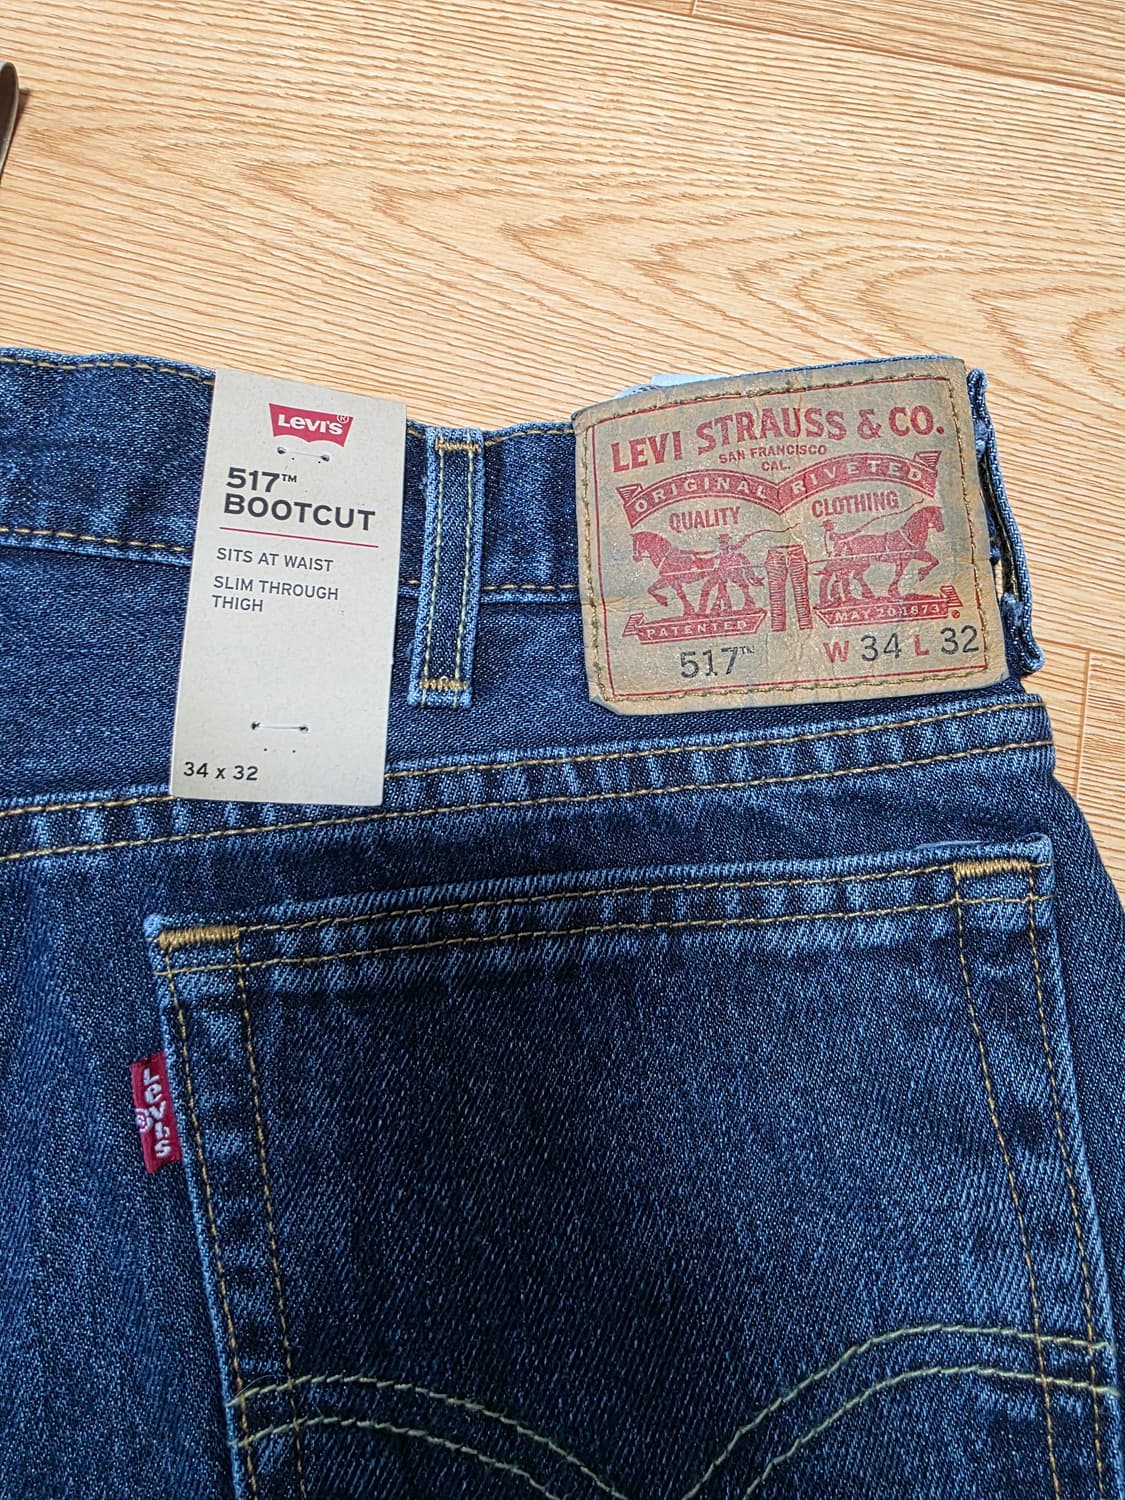 Levi's®
517™
BOOTCUT
SITS AT WAIST
SLIM THROUGH
THIGH
34 x 32
LEVI STRAUSS & CO.
SAN FRANCISCO
CAL.
ORIGINAL RIVETED
QUALITY CLOTHING
PATENTED MAY 20 1873 ®
517™ W 34 L 32
Levi's ®